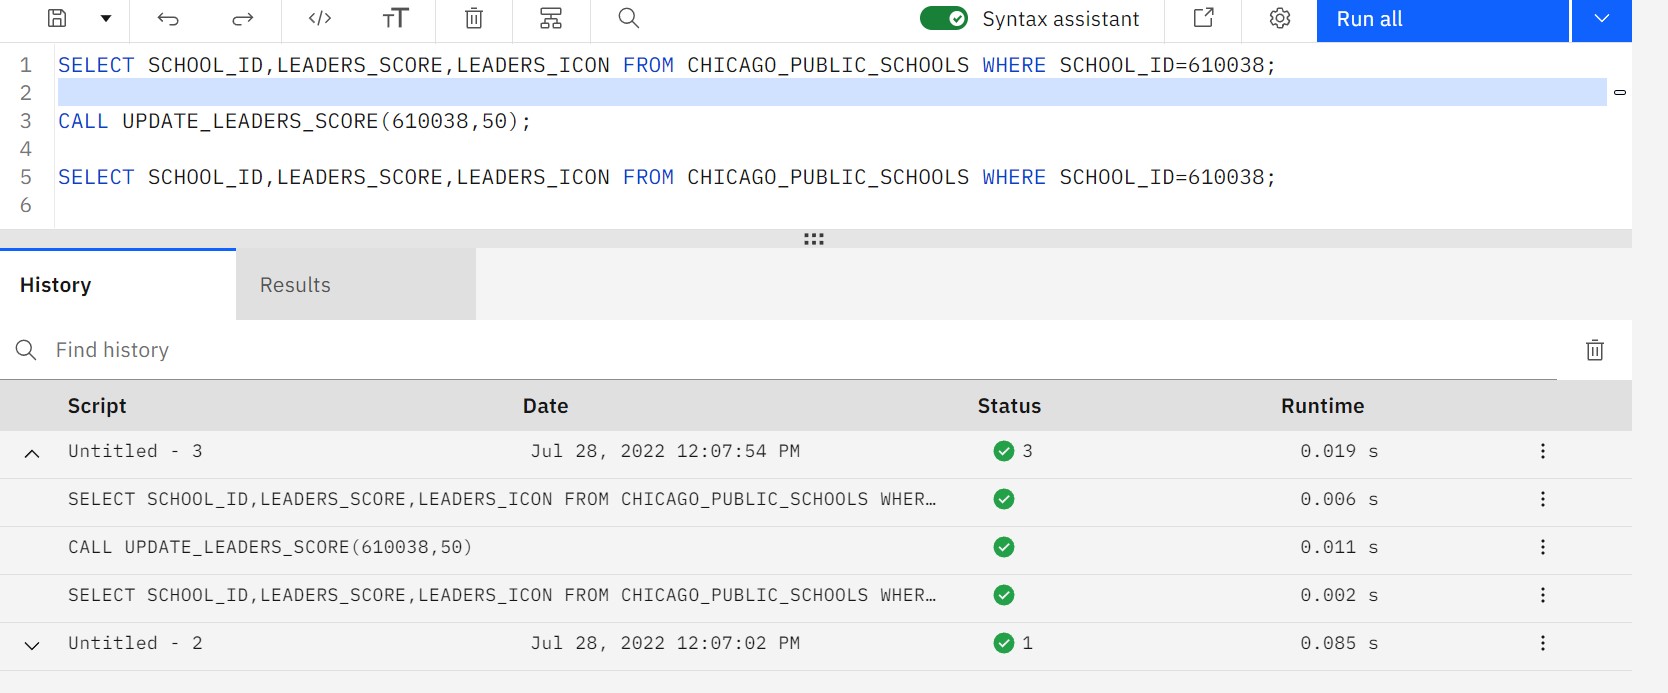 </> TT Syntax assistant Run all
1 SELECT SCHOOL_ID,LEADERS_SCORE,LEADERS_ICON FROM CHICAGO_PUBLIC_SCHOOLS WHERE SCHOOL_ID=610038;
2
3 CALL UPDATE_LEADERS_SCORE(610038,50);
4
5 SELECT SCHOOL_ID,LEADERS_SCORE,LEADERS_ICON FROM CHICAGO_PUBLIC_SCHOOLS WHERE SCHOOL_ID=610038;
6
History Results
Find history
Script Date Status Runtime
Untitled - 3 Jul 28, 2022 12:07:54 PM 3 0.019 s
SELECT SCHOOL_ID,LEADERS_SCORE,LEADERS_ICON FROM CHICAGO_PUBLIC_SCHOOLS WHER… 0.006 s
CALL UPDATE_LEADERS_SCORE(610038,50) 0.011 s
SELECT SCHOOL_ID,LEADERS_SCORE,LEADERS_ICON FROM CHICAGO_PUBLIC_SCHOOLS WHER… 0.002 s
Untitled - 2 Jul 28, 2022 12:07:02 PM 1 0.085 s